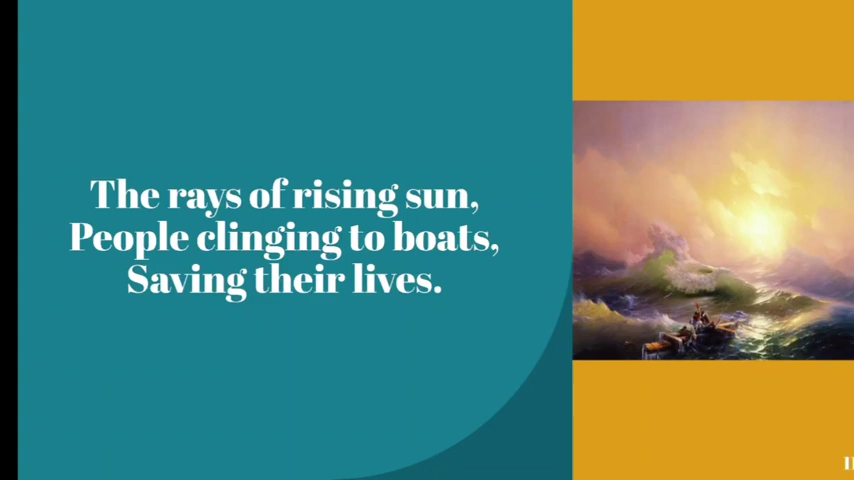 The rays of rising sun,
People clinging to boats,
Saving their lives.